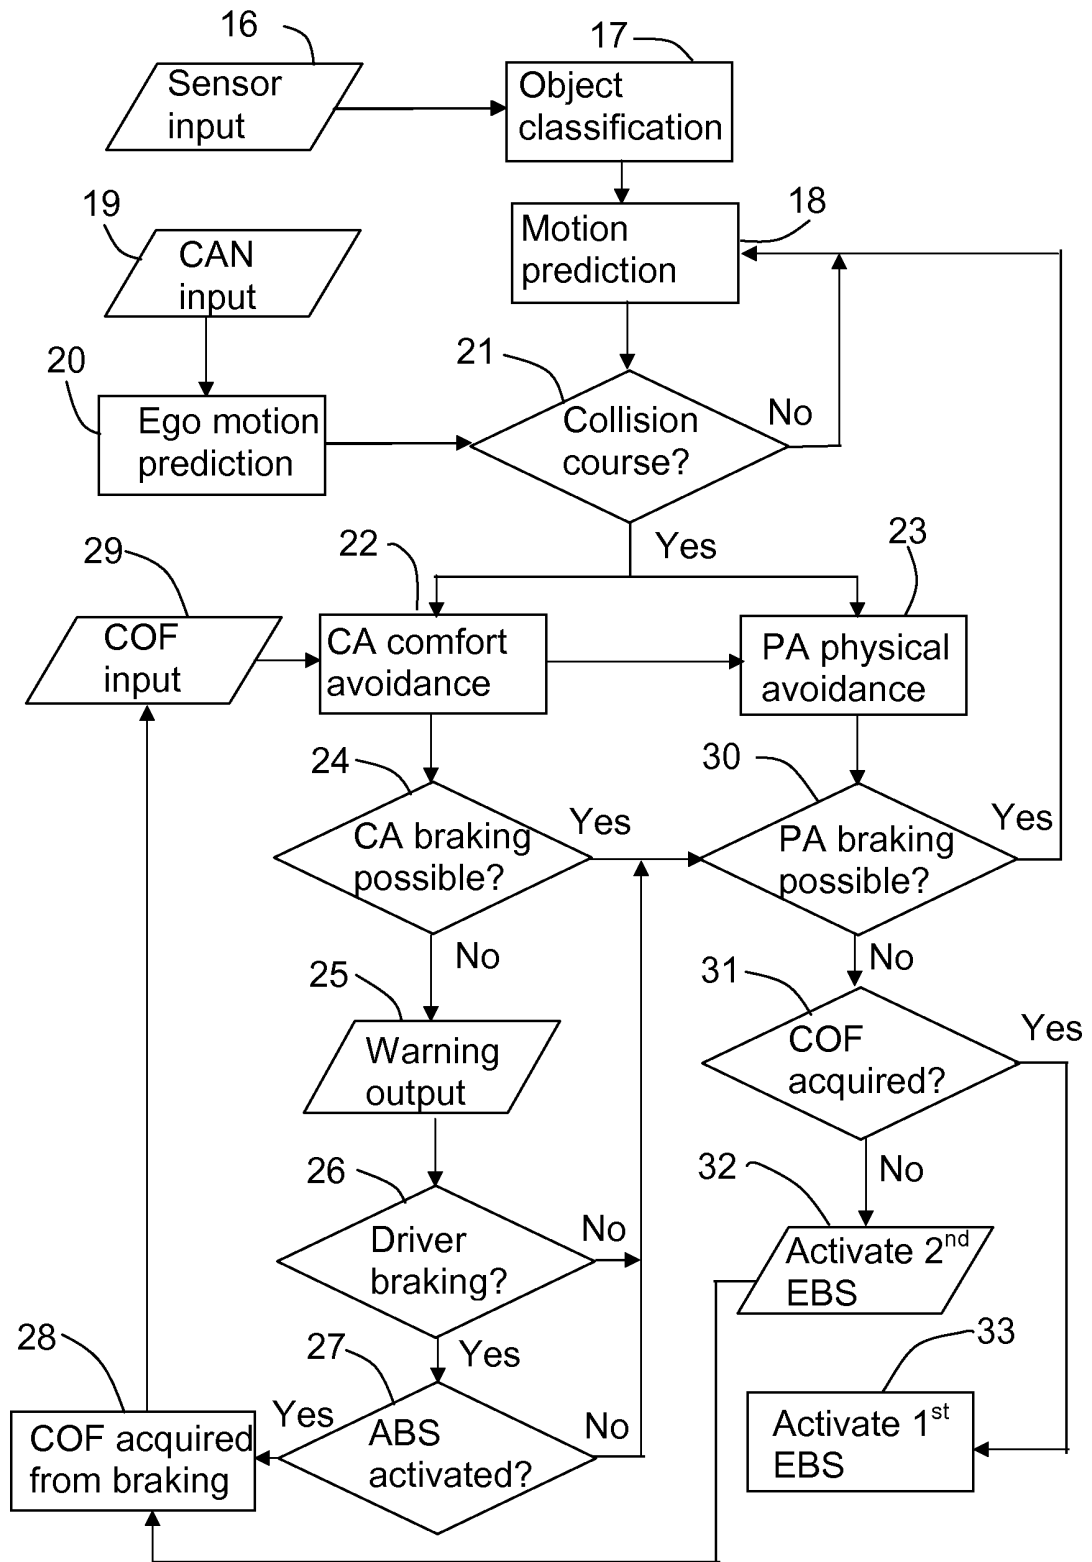 16
17
Sensor
input
Object
classification
19
18
CAN
input
Motion
prediction
20
21
Ego motion
prediction
Collision
course?
No
Yes
29
22
23
COF
input
CA comfort
avoidance
PA physical
avoidance
24
30
CA braking
possible?
Yes
PA braking
possible?
Yes
No
No
25
31
Warning
output
COF
acquired?
Yes
26
32
No
Driver
braking?
No
Activate 2nd
EBS
28
27
Yes
33
COF acquired
from braking
Yes
ABS
activated?
No
Activate 1st
EBS